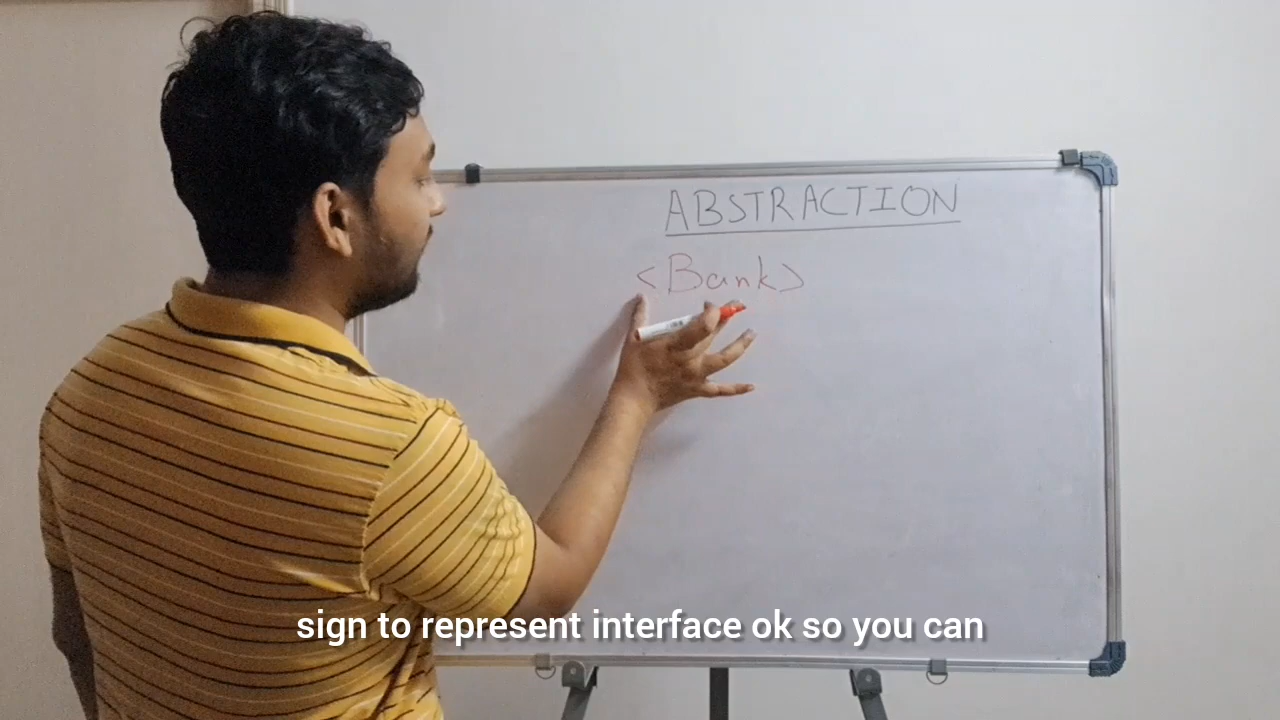 ABSTRACTION
<Bank>
sign to represent interface ok so you can